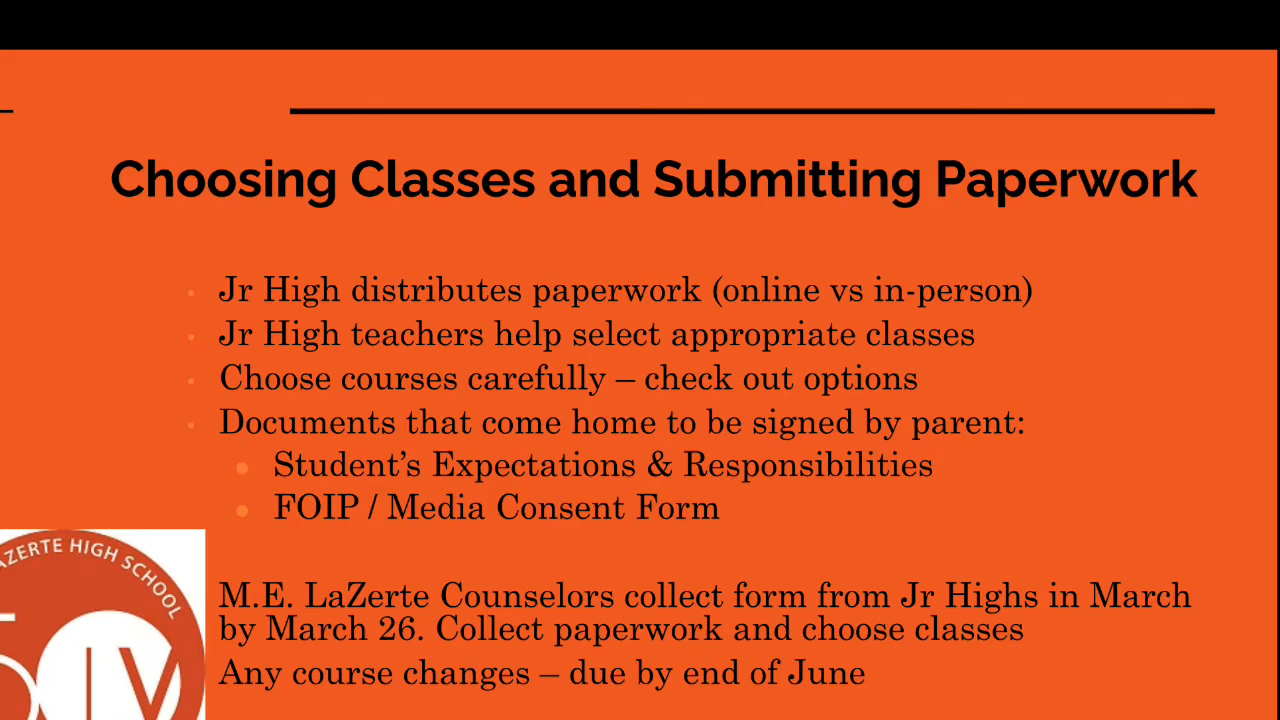 Choosing Classes and Submitting Paperwork
Jr High distributes paperwork (online vs in-person)
Jr High teachers help select appropriate classes
Choose courses carefully – check out options
Documents that come home to be signed by parent:
Student’s Expectations & Responsibilities
FOIP / Media Consent Form
HIGH SCHOOL
M.E. LaZerte Counselors collect form from Jr Highs in March
by March 26. Collect paperwork and choose classes
Any course changes – due by end of June